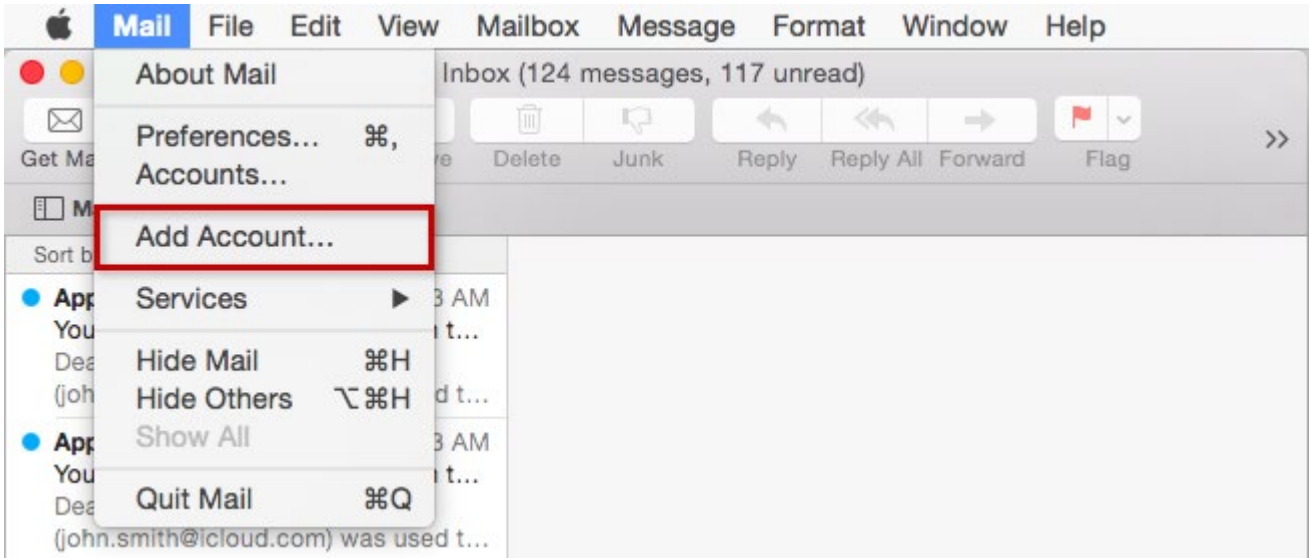 Mail File Edit View Mailbox Message Format Window Help
About Mail
Inbox (124 messages, 117 unread)
Preferences... ⌘,
Accounts...
Get
Delete Junk Reply Reply All Forward Flag
Add Account...
Sort
Services
AM
Hide Mail ⌘H
Hide Others ⌥⌘H
Show All
AM
Quit Mail ⌘Q
(john.smith@icloud.com) was used t...